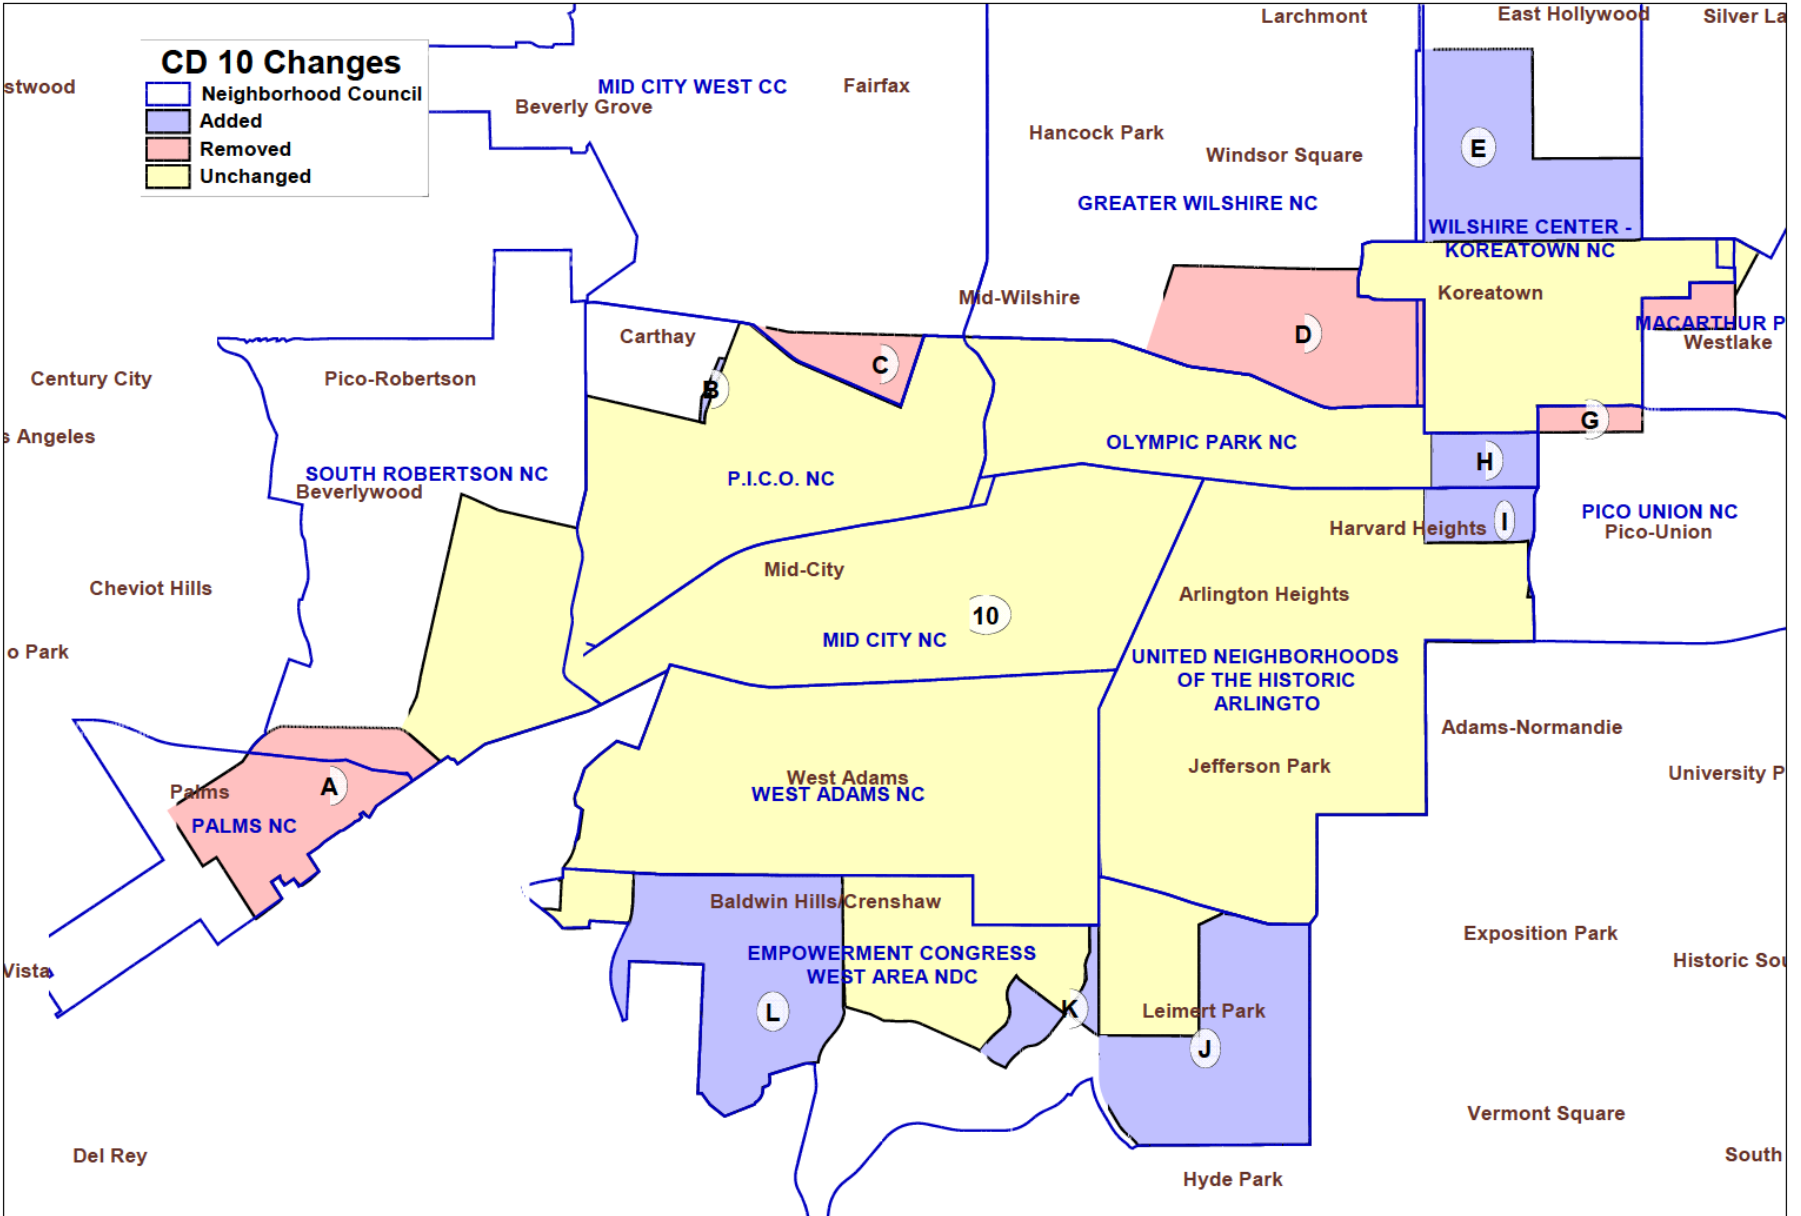 Larchmont
East Hollywood
Silver La
CD 10 Changes
Neighborhood Council
Added
Removed
Unchanged
stwood
MID CITY WEST CC
Fairfax
Beverly Grove
Hancock Park
Windsor Square
E
GREATER WILSHIRE NC
WILSHIRE CENTER -
KOREATOWN NC
Mid-Wilshire
Koreatown
Carthay
D
MACARTHUR P
Westlake
C
Century City
Pico-Robertson
B
G
s Angeles
OLYMPIC PARK NC
H
SOUTH ROBERTSON NC
Beverlywood
P.I.C.O. NC
PICO UNION NC
Pico-Union
Harvard Heights
I
Mid-City
Cheviot Hills
Arlington Heights
10
MID CITY NC
o Park
UNITED NEIGHBORHOODS
OF THE HISTORIC
ARLINGTO
Adams-Normandie
Jefferson Park
University P
West Adams
WEST ADAMS NC
A
Palms
PALMS NC
Baldwin Hills/Crenshaw
Exposition Park
EMPOWERMENT CONGRESS
WEST AREA NDC
Vista
Historic Sou
L
K
Leimert Park
J
Vermont Square
Del Rey
South
Hyde Park